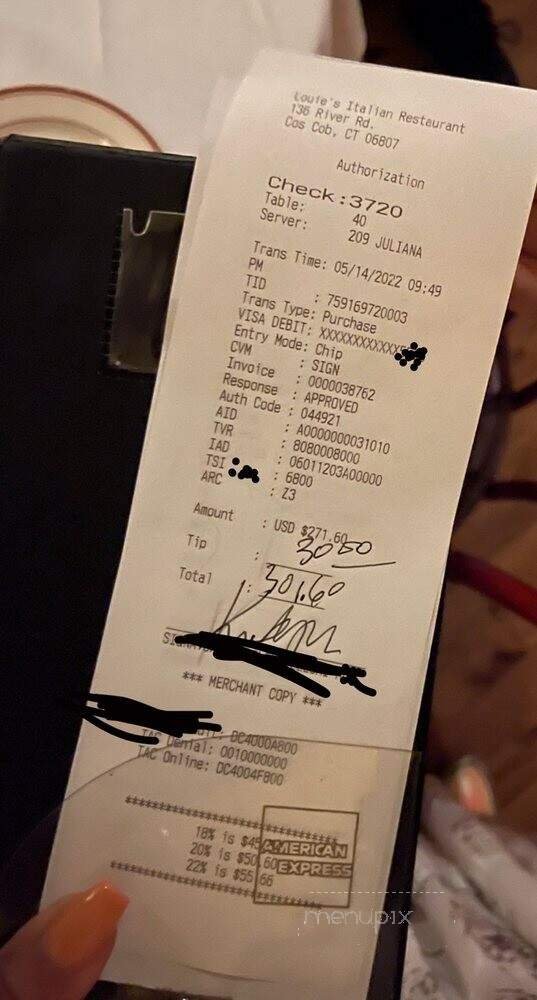 Louie's Italian Restaurant
136 River Rd.
Cos Cob, CT 06807
Authorization
Check:3720
Table: 40
Server: 209 JULIANA
Trans Time: 05/14/2022 09:49
PM
TID : 759169720003
Trans Type: Purchase
VISA DEBIT: XXXXXXXXXXXX
Entry Mode: Chip
CVM : SIGN
Invoice : 0000038762
Response : APPROVED
Auth Code : 044921
AID : A0000000031010
TVR : 8080008000
IAD : 06011203A00000
TSI : 6800
ARC : Z3
Amount : USD $271.60
Tip : 30.00
Total : 301.60
*** MERCHANT COPY ***
DC4000A800
TAC Denial: 0010000000
TAC Online: DC4004F800
18% is $45
20% is $50.60
22% is $55.66
AMERICAN
EXPRESS
menupix